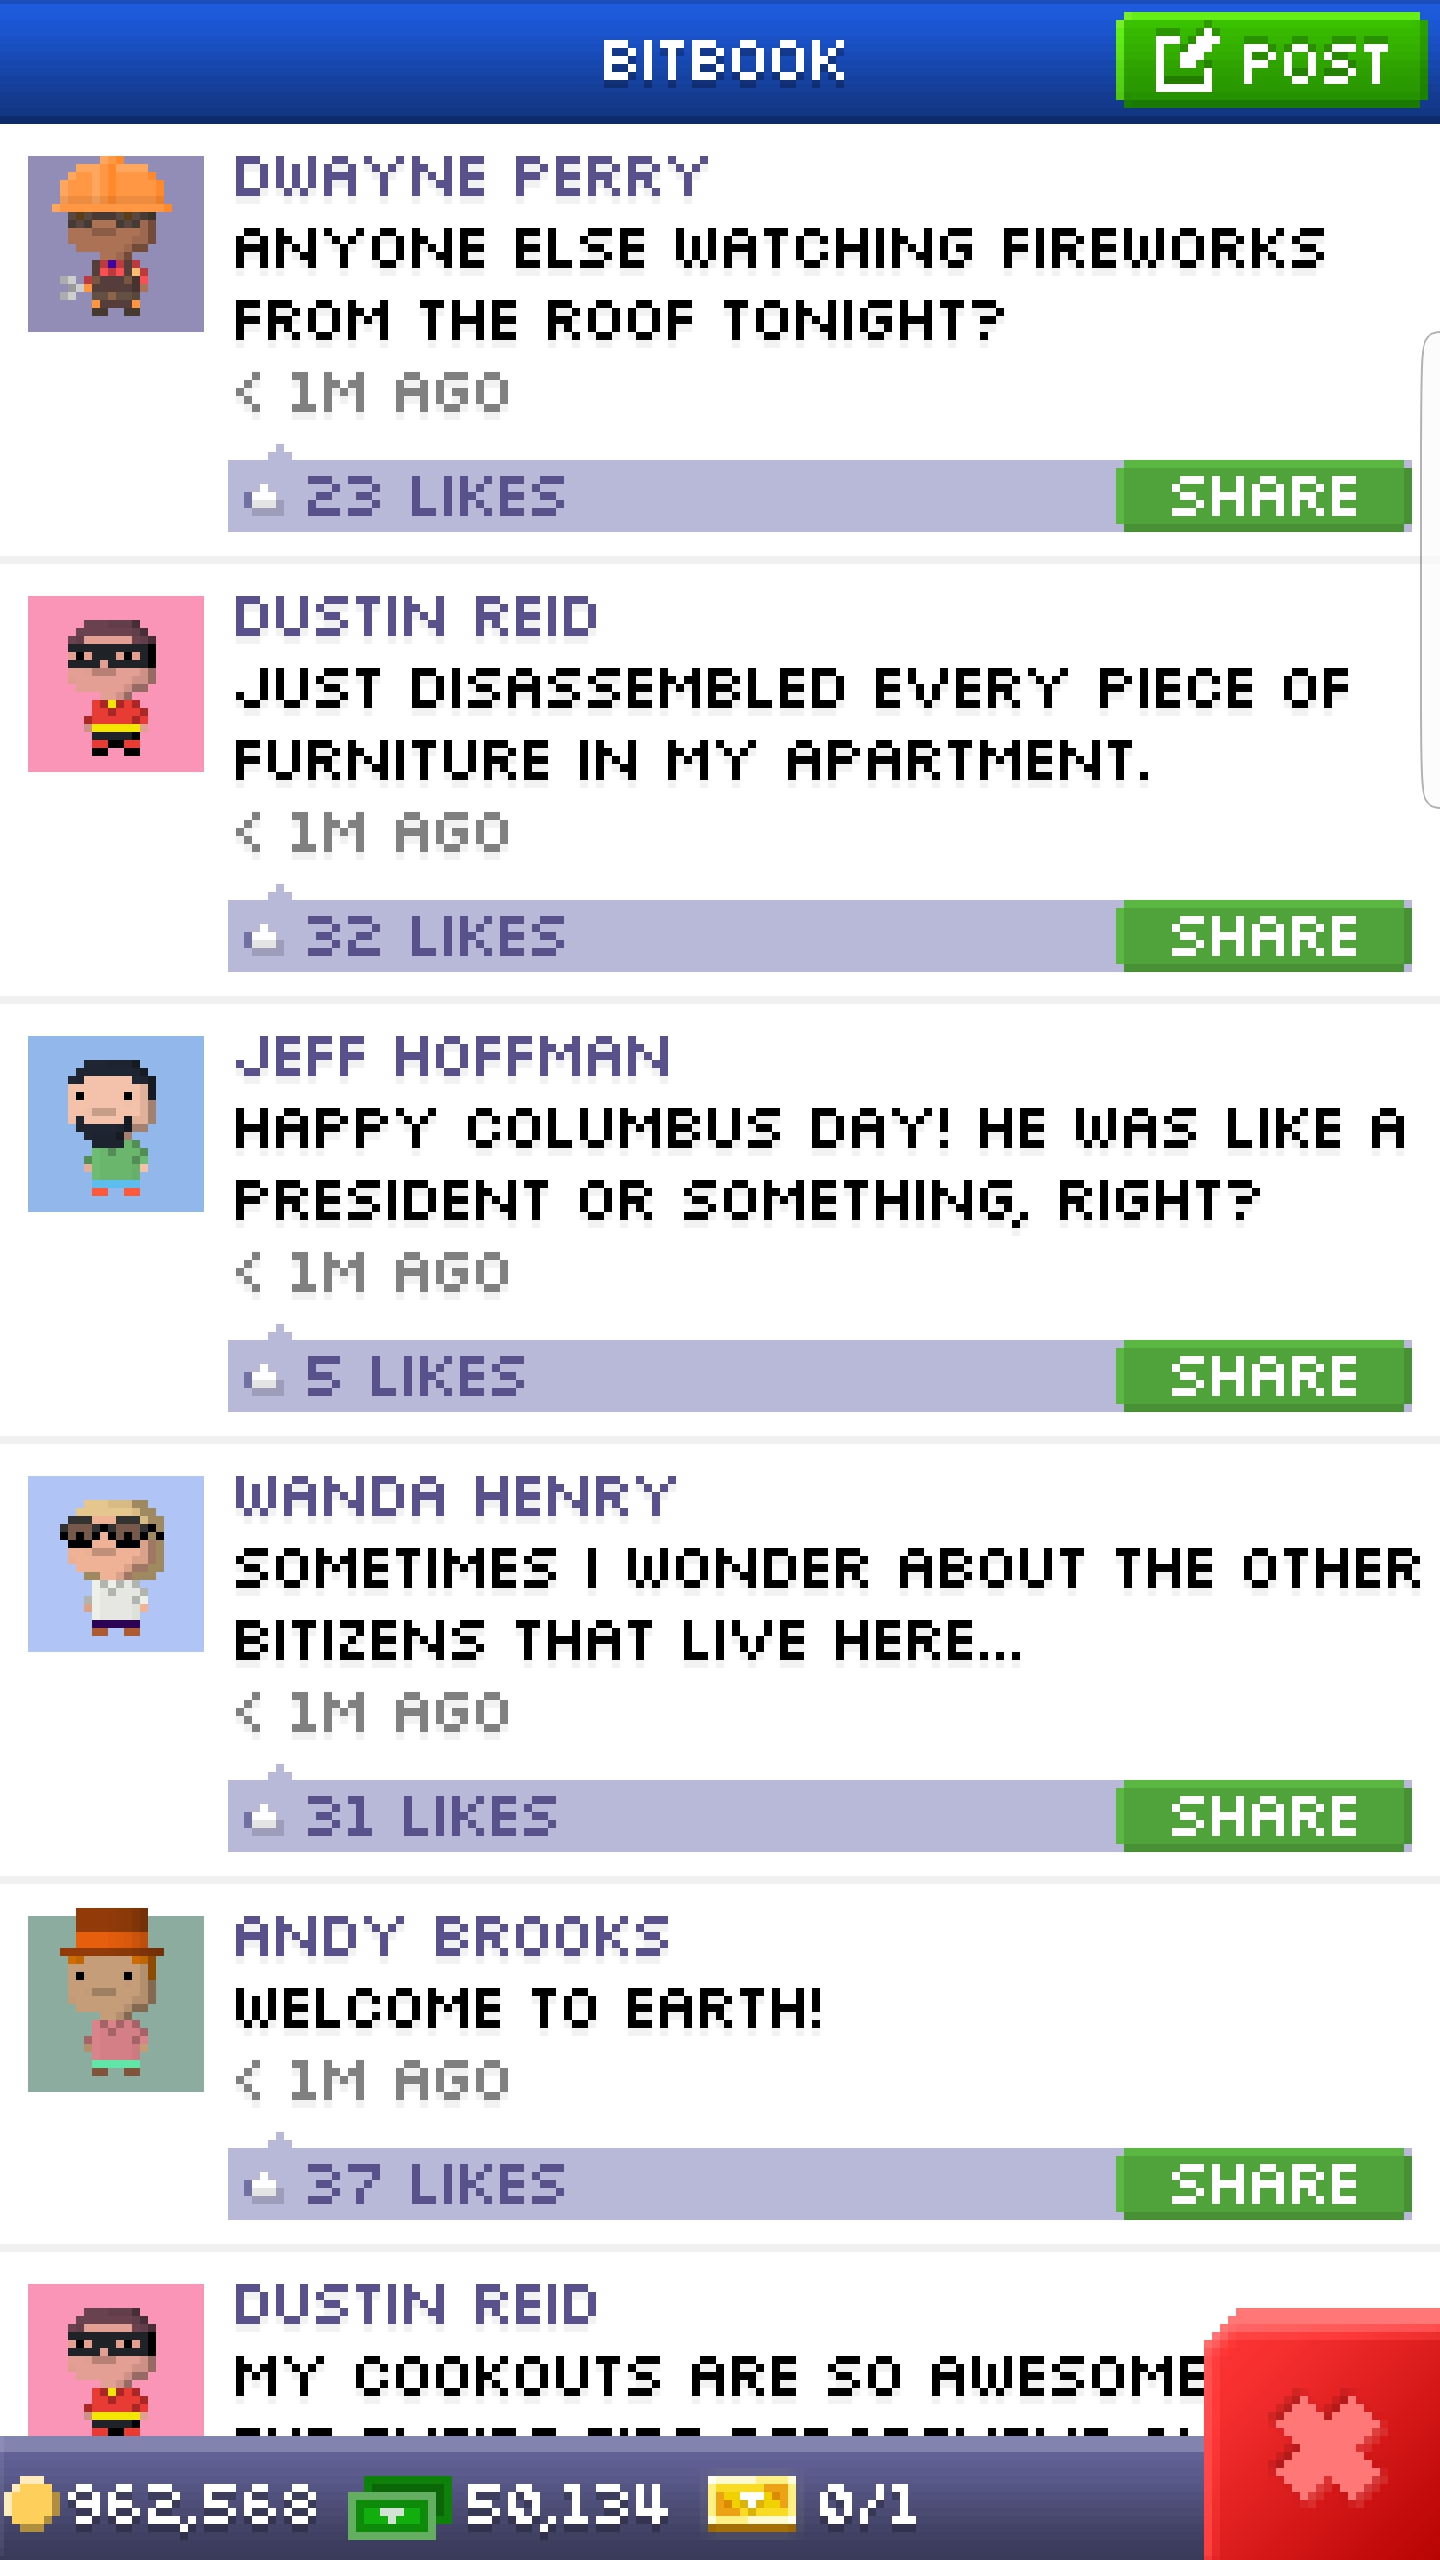 BITBOOK
POST
DWAYNE PERRY
ANYONE ELSE WATCHING FIREWORKS
FROM THE ROOF TONIGHT?
< 1M AGO
23 LIKES
SHARE
DUSTIN REID
JUST DISASSEMBLED EVERY PIECE OF
FURNITURE IN MY APARTMENT.
< 1M AGO
32 LIKES
SHARE
JEFF HOFFMAN
HAPPY COLUMBUS DAY! HE WAS LIKE A
PRESIDENT OR SOMETHING, RIGHT?
< 1M AGO
5 LIKES
SHARE
WANDA HENRY
SOMETIMES I WONDER ABOUT THE OTHER
BITIZENS THAT LIVE HERE...
< 1M AGO
31 LIKES
SHARE
ANDY BROOKS
WELCOME TO EARTH!
< 1M AGO
37 LIKES
SHARE
DUSTIN REID
MY COOKOUTS ARE SO AWESOME
962,568
50,134
0/1